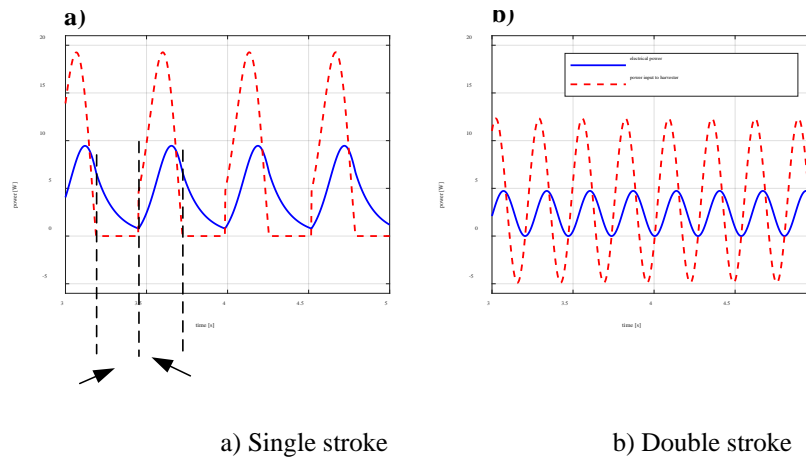 a)
b)
20
15
10
5
0
-5
power [W]
3
3.5
4
4.5
5
time [s]
20
15
10
5
0
-5
power [W]
electrical power
power input to harvester
3
3.5
4
4.5
time [s]
a) Single stroke
b) Double stroke